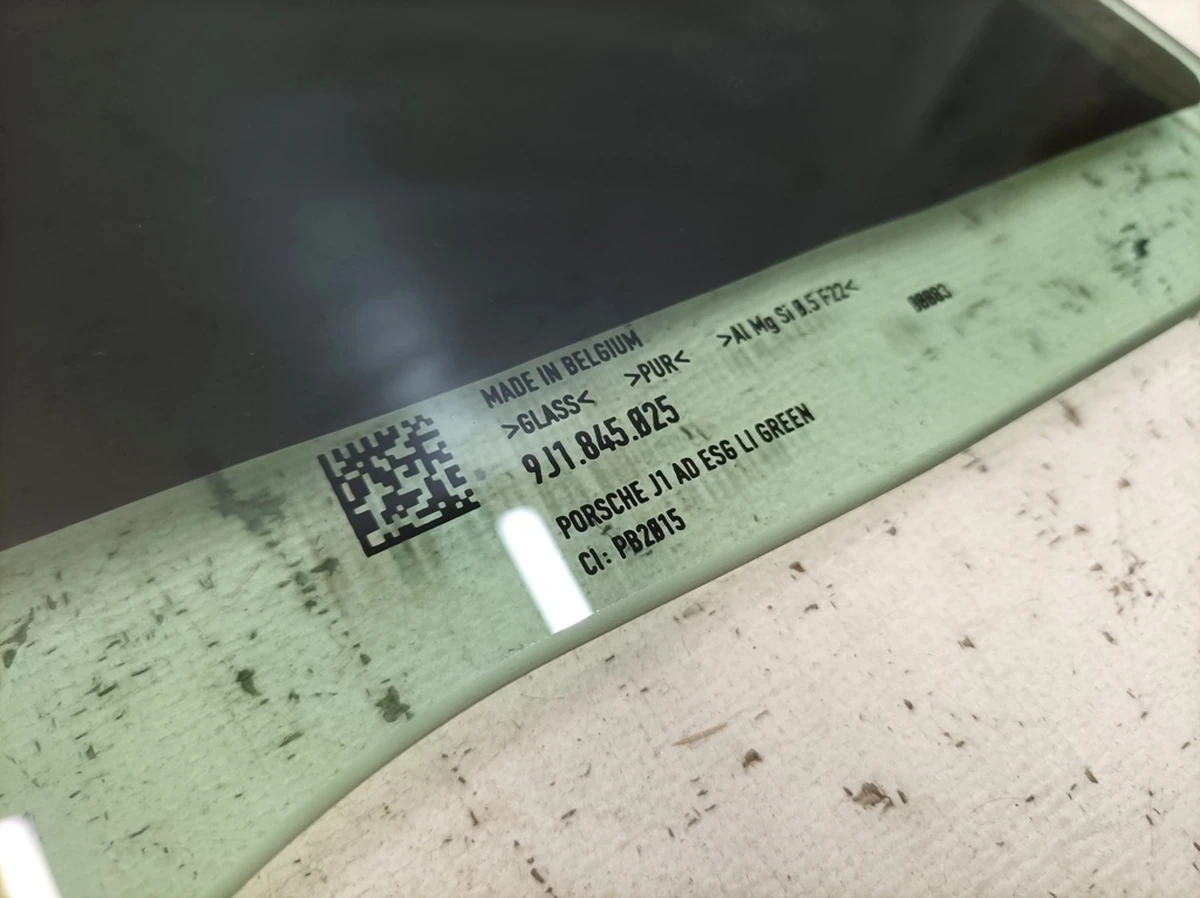 MADE IN BELGIUM
>GLASS< >PUR< >Al Mg Si 0.5 F22<
9J1.845.025
PORSCHE J1 AD ESG LI GREEN
CI: PB2015